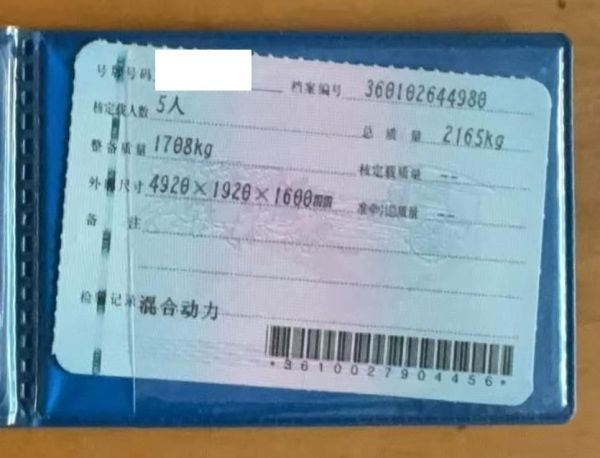 号牌号码 档案编号 360102644980
核定载人数 5人 总质量 2165kg
整备质量 1708kg 核定载质量 --
外廓尺寸 4920×1920×1600mm 准牵引总质量 --
备注
检验记录 混合动力
*3610027904456*